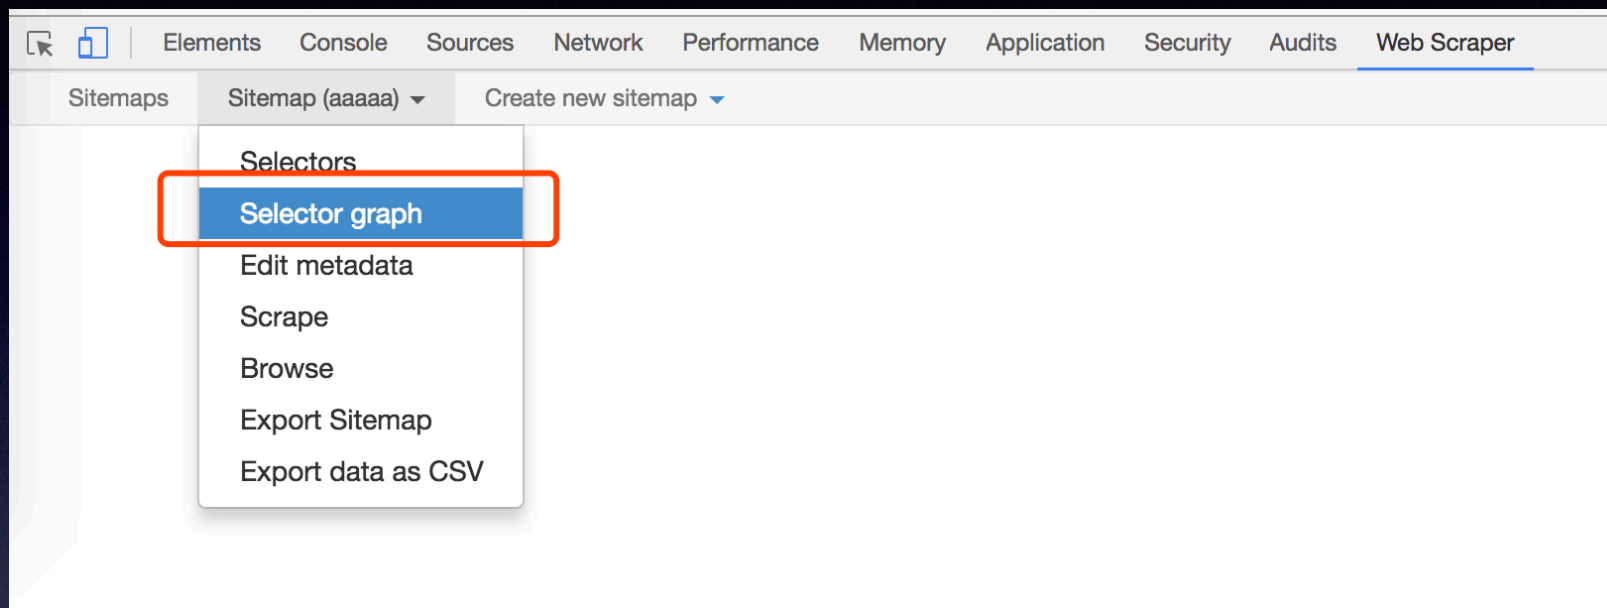 Elements Console Sources Network Performance Memory Application Security Audits Web Scraper
Sitemaps Sitemap (aaaaa) Create new sitemap
Selectors
Selector graph
Edit metadata
Scrape
Browse
Export Sitemap
Export data as CSV